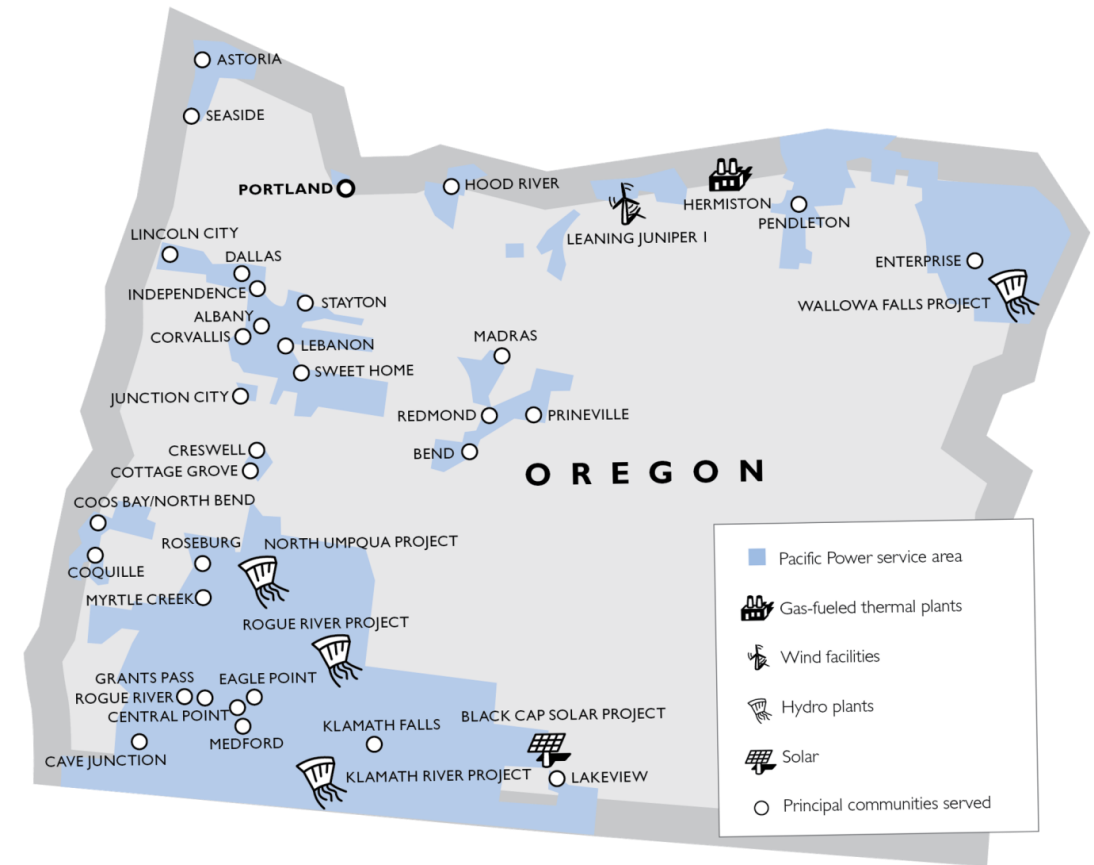 ASTORIA
SEASIDE
PORTLAND
HOOD RIVER
HERMISTON
LEANING JUNIPER I
PENDLETON
LINCOLN CITY
DALLAS
ENTERPRISE
INDEPENDENCE
STAYTON
WALLOWA FALLS PROJECT
ALBANY
CORVALLIS
LEBANON
MADRAS
SWEET HOME
JUNCTION CITY
REDMOND
PRINEVILLE
CRESWELL
BEND
COTTAGE GROVE
OREGON
COOS BAY/NORTH BEND
ROSEBURG
NORTH UMPQUA PROJECT
COQUILLE
MYRTLE CREEK
ROGUE RIVER PROJECT
GRANTS PASS
EAGLE POINT
ROGUE RIVER
CENTRAL POINT
MEDFORD
KLAMATH FALLS
BLACK CAP SOLAR PROJECT
CAVE JUNCTION
KLAMATH RIVER PROJECT
LAKEVIEW
Pacific Power service area
Gas-fueled thermal plants
Wind facilities
Hydro plants
Solar
Principal communities served